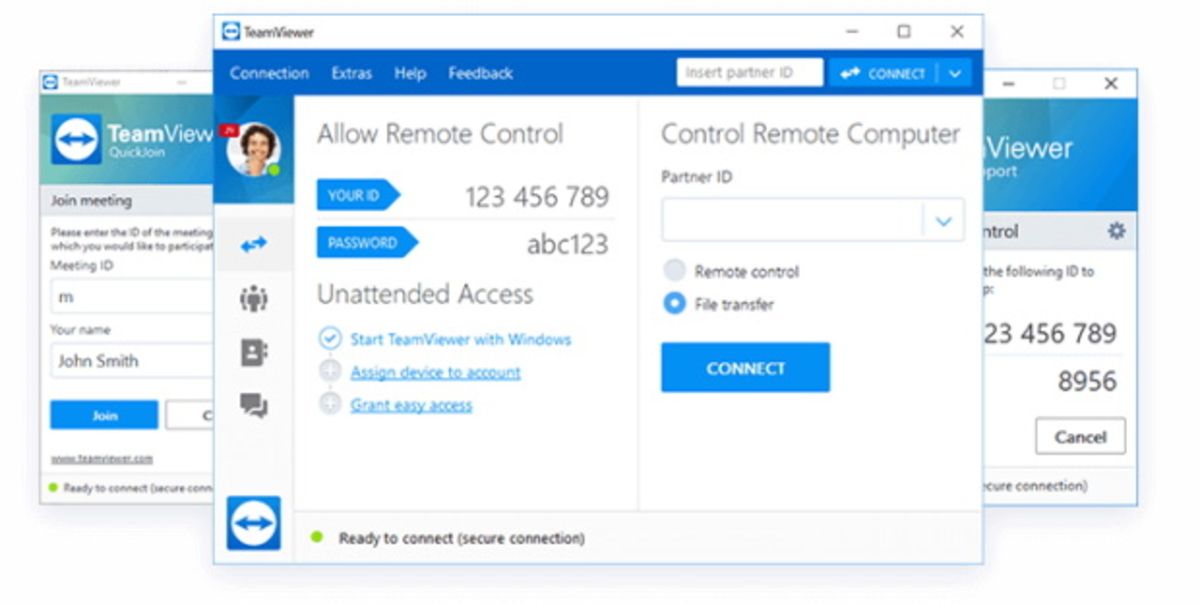 TeamViewer
QuickJoin
Join meeting
Please enter the ID of the meeting
which you would like to participat
Meeting ID
m
Your name
John Smith
Join
C
www.teamviewer.com
Ready to connect (secure conn
TeamViewer
Connection Extras Help Feedback
Insert partner ID
CONNECT
Allow Remote Control
YOUR ID 123 456 789
PASSWORD abc123
Unattended Access
Start TeamViewer with Windows
Assign device to account
Grant easy access
Control Remote Computer
Partner ID
Remote control
File transfer
CONNECT
Ready to connect (secure connection)
Viewer
port
ntrol
the following ID to
p:
23 456 789
8956
Cancel
ecure connection)